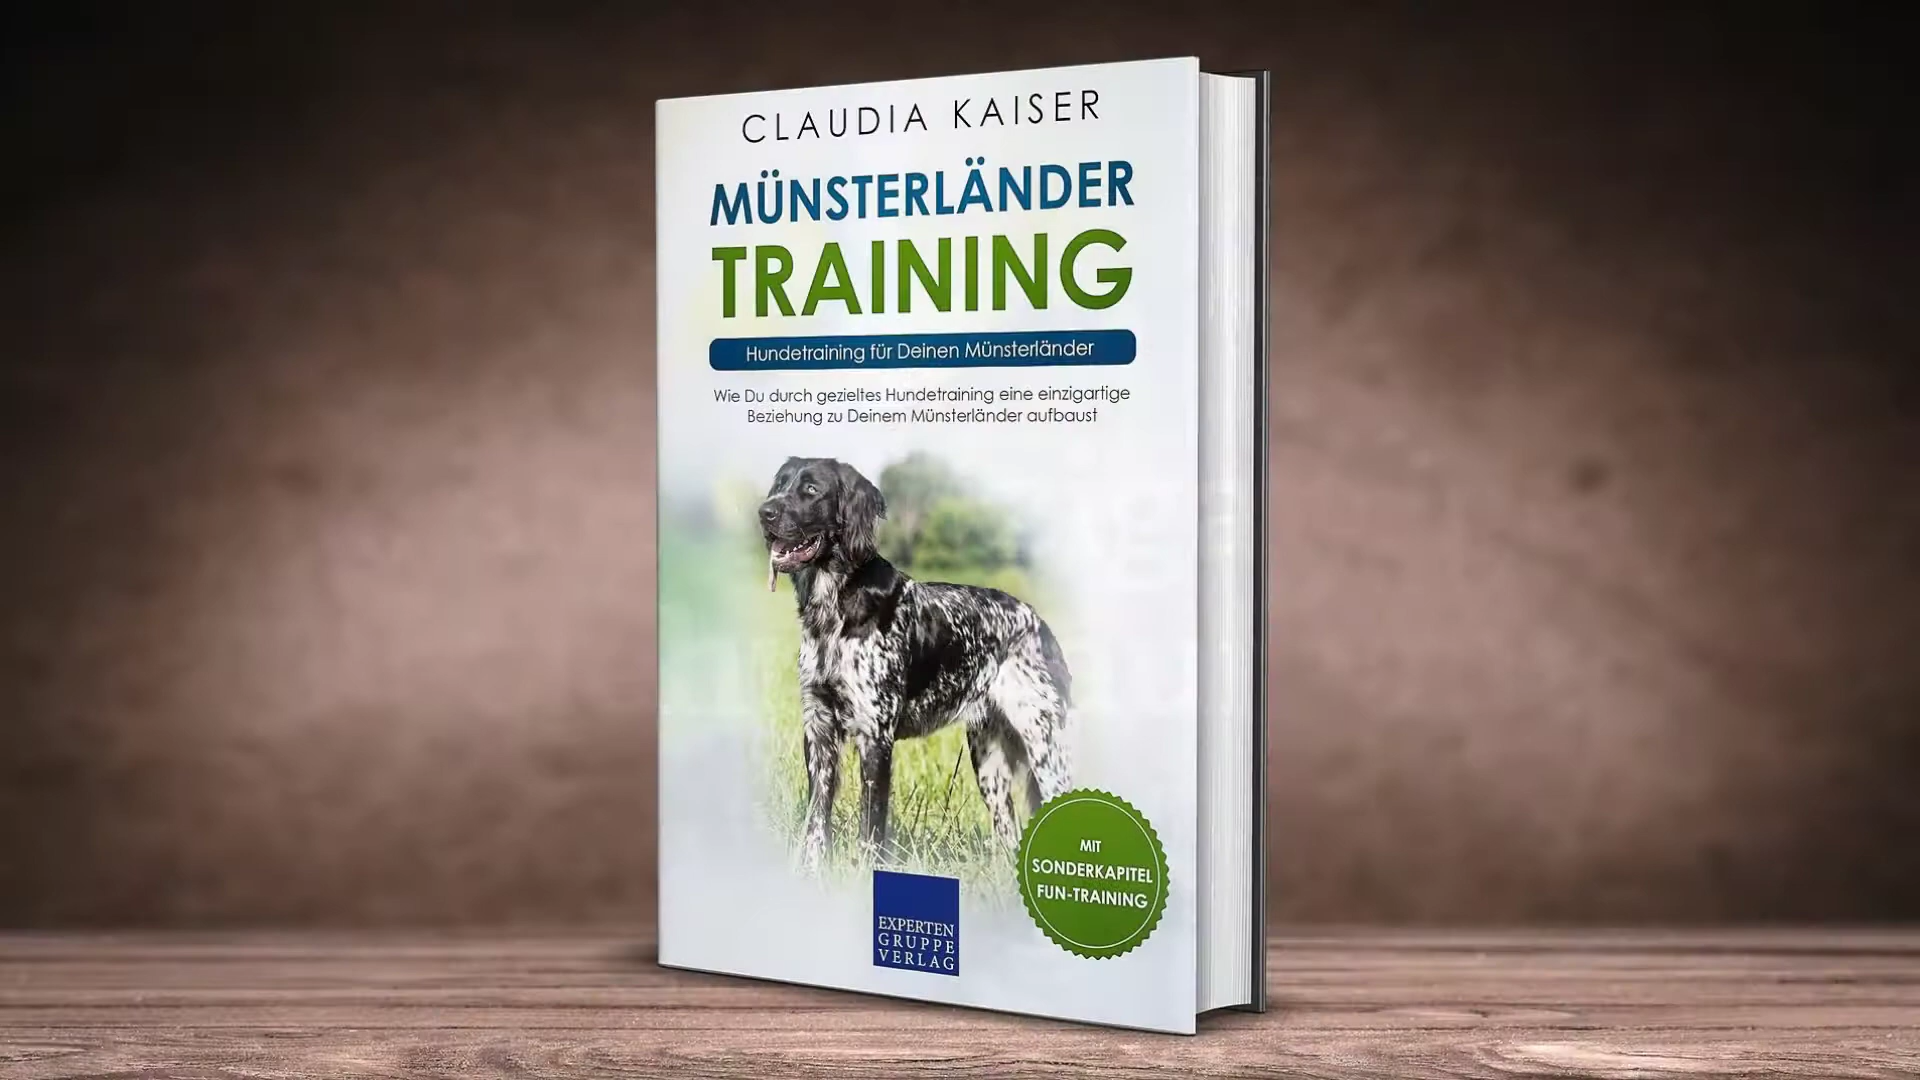 CLAUDIA KAISER
MÜNSTERLÄNDER
TRAINING
Hundetraining für Deinen Münsterländer
Wie Du durch gezieltes Hundetraining eine einzigartige
Beziehung zu Deinem Münsterländer aufbaust
MIT
SONDERKAPITEL
FUN-TRAINING
EXPERTEN
GRUPPE
VERLAG